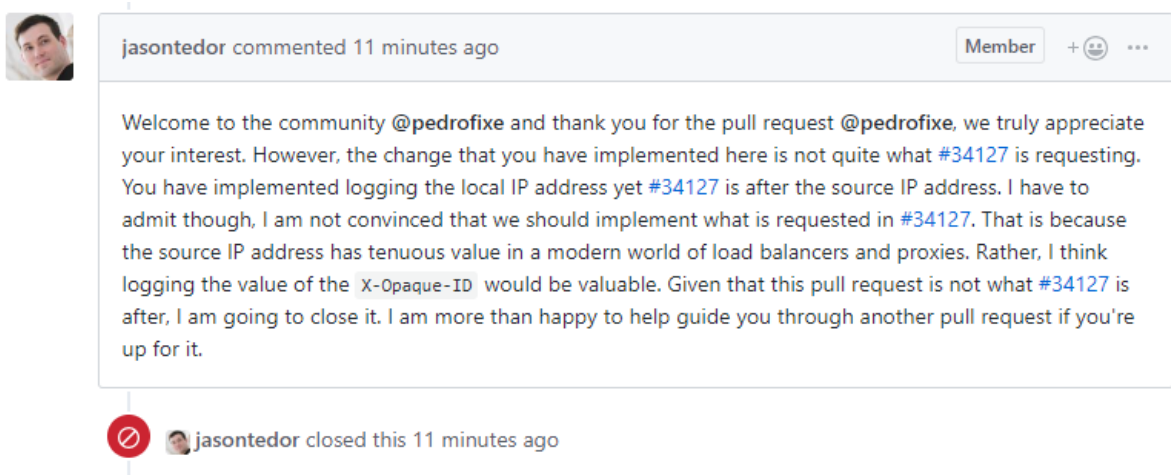 jasontedor commented 11 minutes ago Member
Welcome to the community @pedrofixe and thank you for the pull request @pedrofixe, we truly appreciate
your interest. However, the change that you have implemented here is not quite what #34127 is requesting.
You have implemented logging the local IP address yet #34127 is after the source IP address. I have to
admit though, I am not convinced that we should implement what is requested in #34127. That is because
the source IP address has tenuous value in a modern world of load balancers and proxies. Rather, I think
logging the value of the X-Opaque-ID would be valuable. Given that this pull request is not what #34127 is
after, I am going to close it. I am more than happy to help guide you through another pull request if you're
up for it.
jasontedor closed this 11 minutes ago